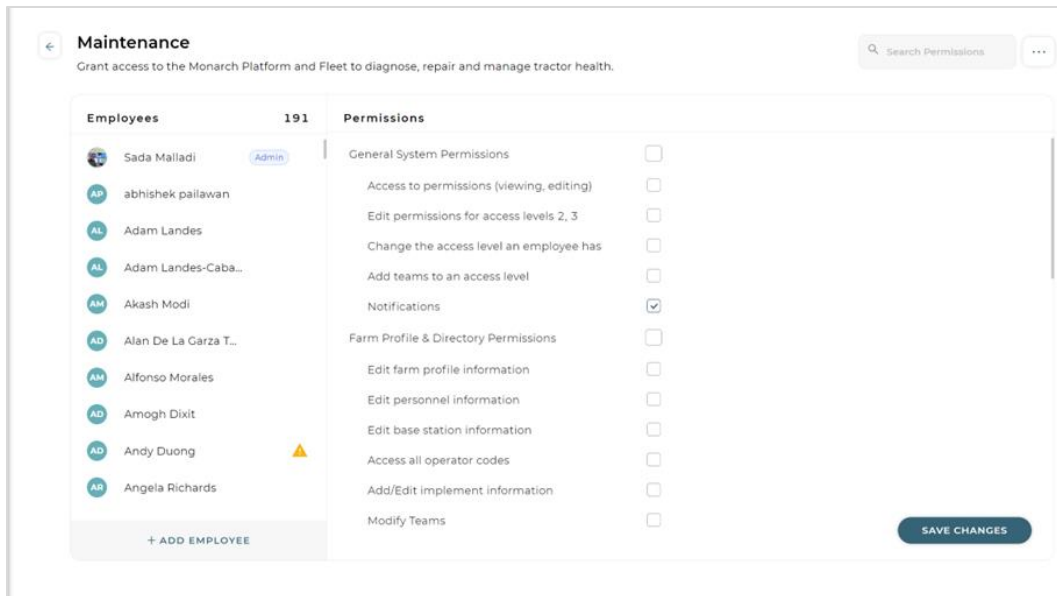 Maintenance
Grant access to the Monarch Platform and Fleet to diagnose, repair and manage tractor health.
Search Permissions
...
Employees 191
Sada Malladi Admin
AP abhishek pailawan
AL Adam Landes
AL Adam Landes-Caba...
AM Akash Modi
AD Alan De La Garza T...
AM Alfonso Morales
AD Amogh Dixit
AD Andy Duong
AR Angela Richards
+ ADD EMPLOYEE
Permissions
General System Permissions
Access to permissions (viewing, editing)
Edit permissions for access levels 2, 3
Change the access level an employee has
Add teams to an access level
Notifications
Farm Profile & Directory Permissions
Edit farm profile information
Edit personnel information
Edit base station information
Access all operator codes
Add/Edit implement information
Modify Teams
SAVE CHANGES